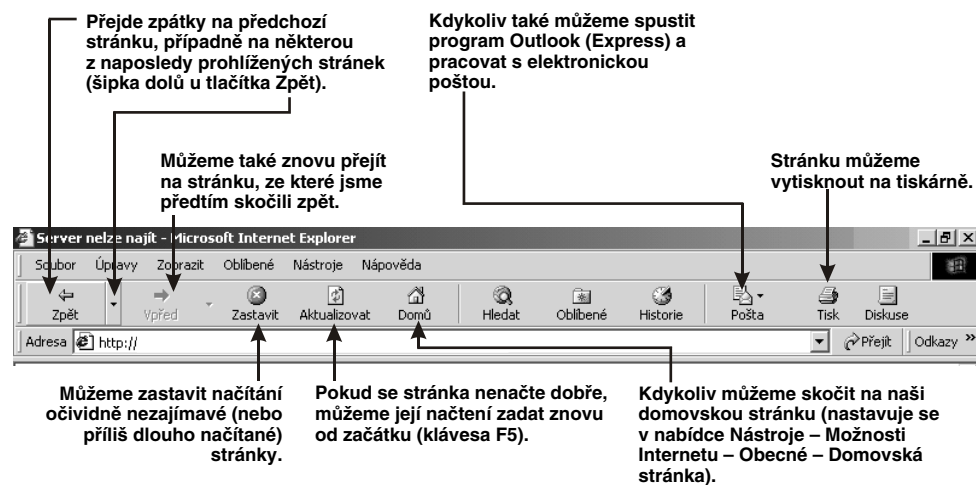 Přejde zpátky na předchozí
stránku, případně na některou
z naposledy prohlížených stránek
(šipka dolů u tlačítka Zpět).
Kdykoliv také můžeme spustit
program Outlook (Express) a
pracovat s elektronickou
poštou.
Můžeme také znovu přejít
na stránku, ze které jsme
předtím skočili zpět.
Stránku můžeme
vytisknout na tiskárně.
Server nelze najít - Microsoft Internet Explorer
Soubor Úpravy Zobrazit Oblíbené Nástroje Nápověda
Zpět Vpřed Zastavit Aktualizovat Domů Hledat Oblíbené Historie Pošta Tisk Diskuse
Adresa http:// Přejít Odkazy »
Můžeme zastavit načítání
očividně nezajímavé (nebo
příliš dlouho načítané)
stránky.
Pokud se stránka nenačte dobře,
můžeme její načtení zadat znovu
od začátku (klávesa F5).
Kdykoliv můžeme skočit na naši
domovskou stránku (nastavuje se
v nabídce Nástroje – Možnosti
Internetu – Obecné – Domovská
stránka).